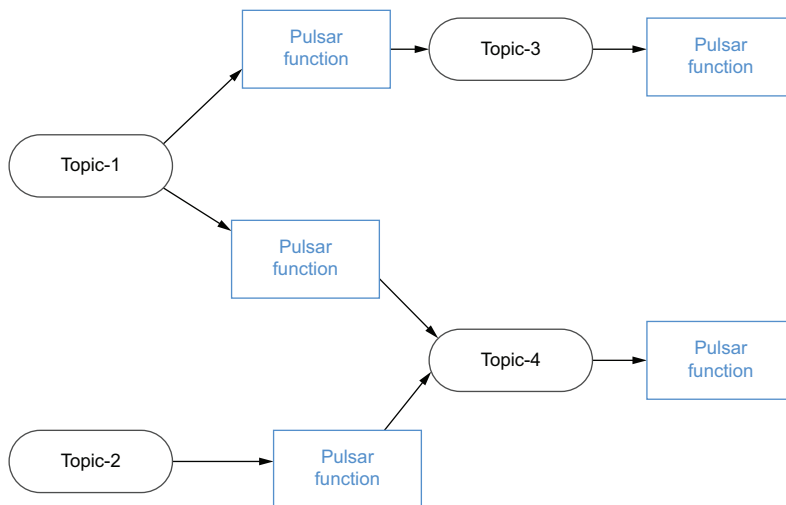 Pulsar
function
Topic-3
Pulsar
function
Topic-1
Pulsar
function
Topic-4
Pulsar
function
Topic-2
Pulsar
function